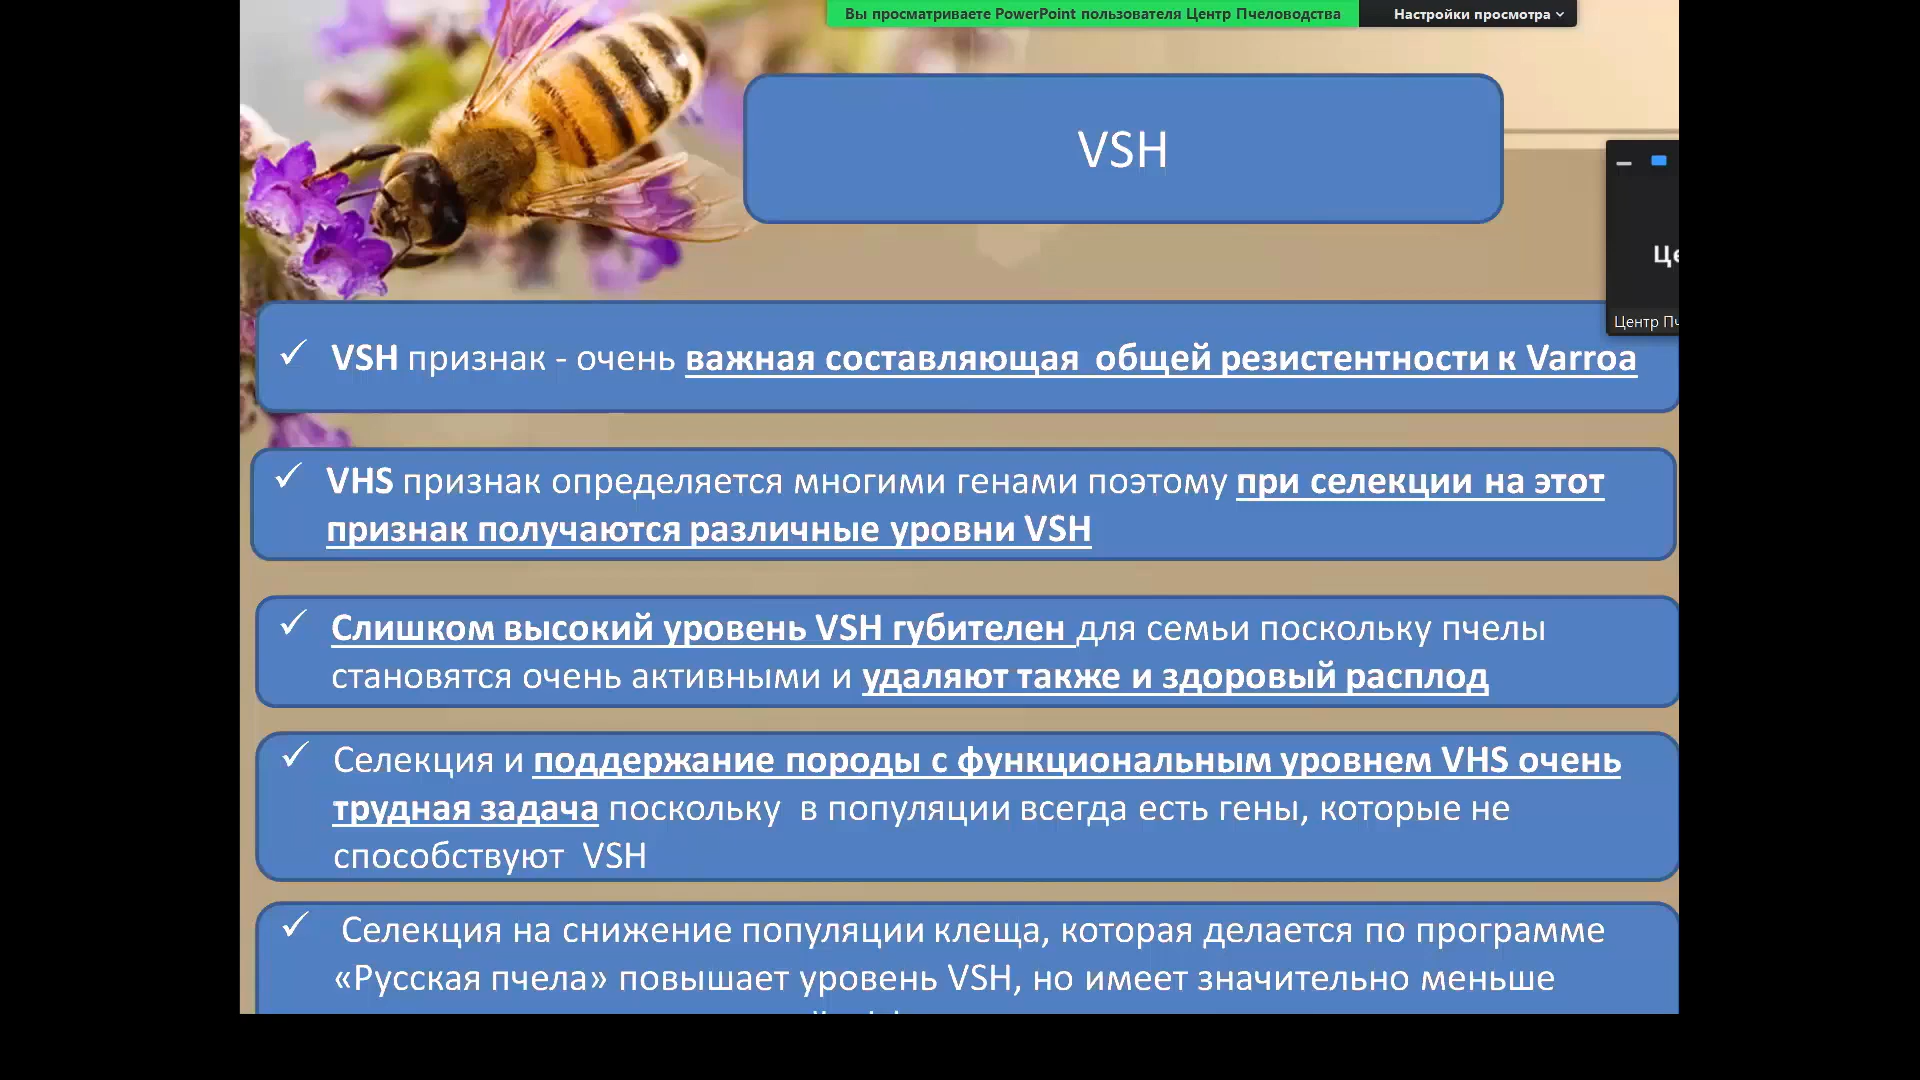 Вы просматриваете PowerPoint пользователя Центр Пчеловодства
Настройки просмотра
VSH
Центр
VSH признак - очень важная составляющая общей резистентности к Varroa
VHS признак определяется многими генами поэтому при селекции на этот
признак получаются различные уровни VSH
Слишком высокий уровень VSH губителен для семьи поскольку пчелы
становятся очень активными и удаляют также и здоровый расплод
Селекция и поддержание породы с функциональным уровнем VHS очень
трудная задача поскольку в популяции всегда есть гены, которые не
способствуют VSH
Селекция на снижение популяции клеща, которая делается по программе
«Русская пчела» повышает уровень VSH, но имеет значительно меньше